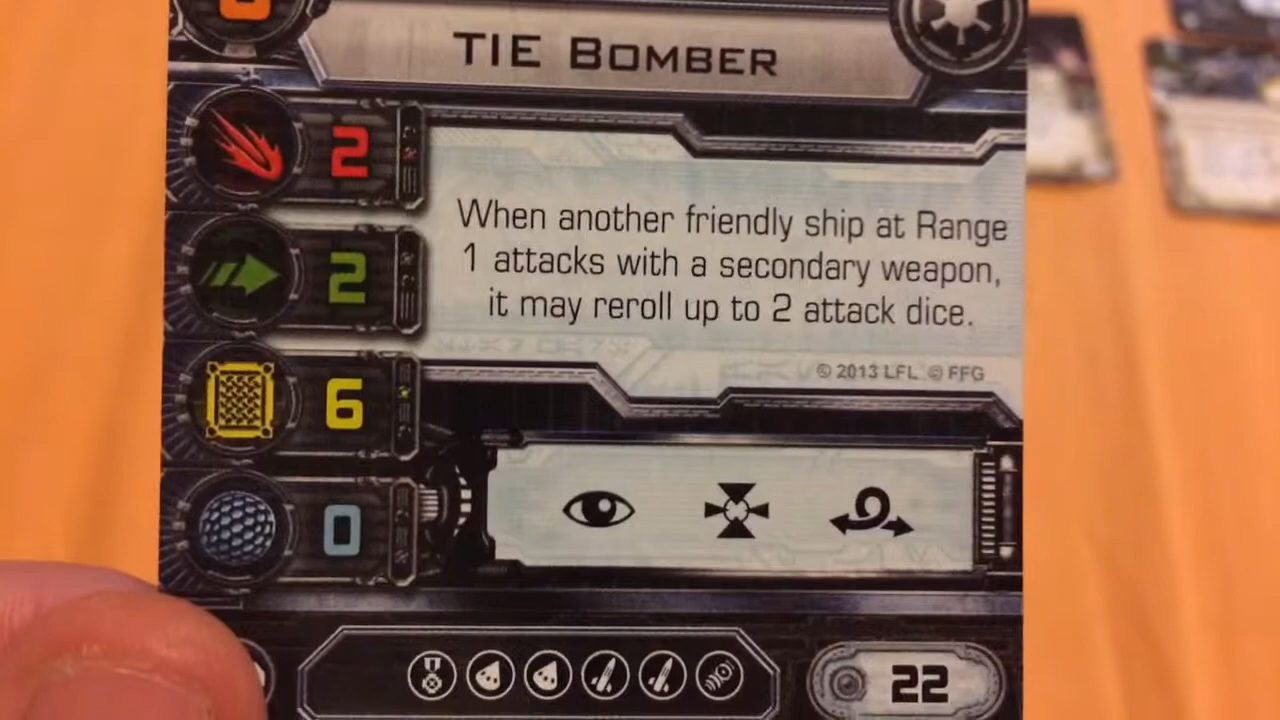 TIE BOMBER
2
When another friendly ship at Range
1 attacks with a secondary weapon,
it may reroll up to 2 attack dice.
2
© 2013 LFL © FFG
6
0
22